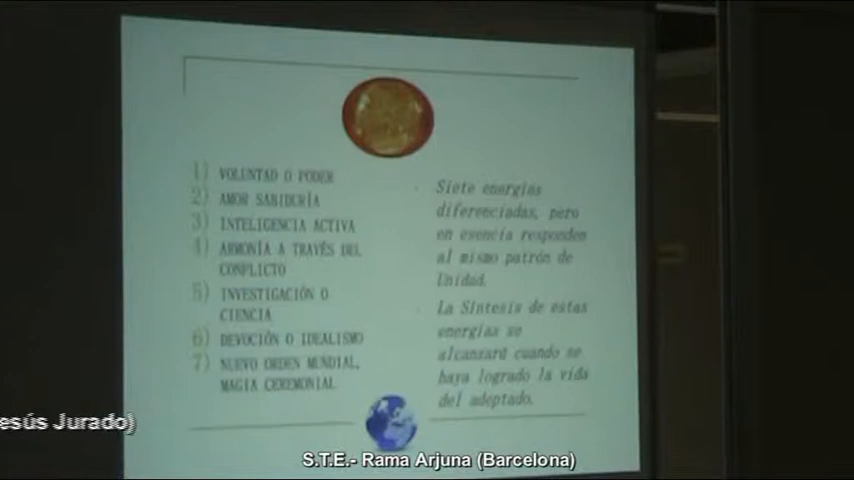 1) VOLUNTAD O PODER
2) AMOR SABIDURÍA
3) INTELIGENCIA ACTIVA
4) ARMONÍA A TRAVÉS DEL
CONFLICTO
5) INVESTIGACIÓN O
CIENCIA
6) DEVOCIÓN O IDEALISMO
7) NUEVO ORDEN MUNDIAL,
MAGIA CEREMONIAL
Siete energías
diferenciadas, pero
en esencia responden
al mismo patrón de
Unidad.
La Síntesis de estas
energías se
alcanzará cuando se
haya logrado la vida
del adeptado.
esús Jurado)
S.T.E.- Rama Arjuna (Barcelona)